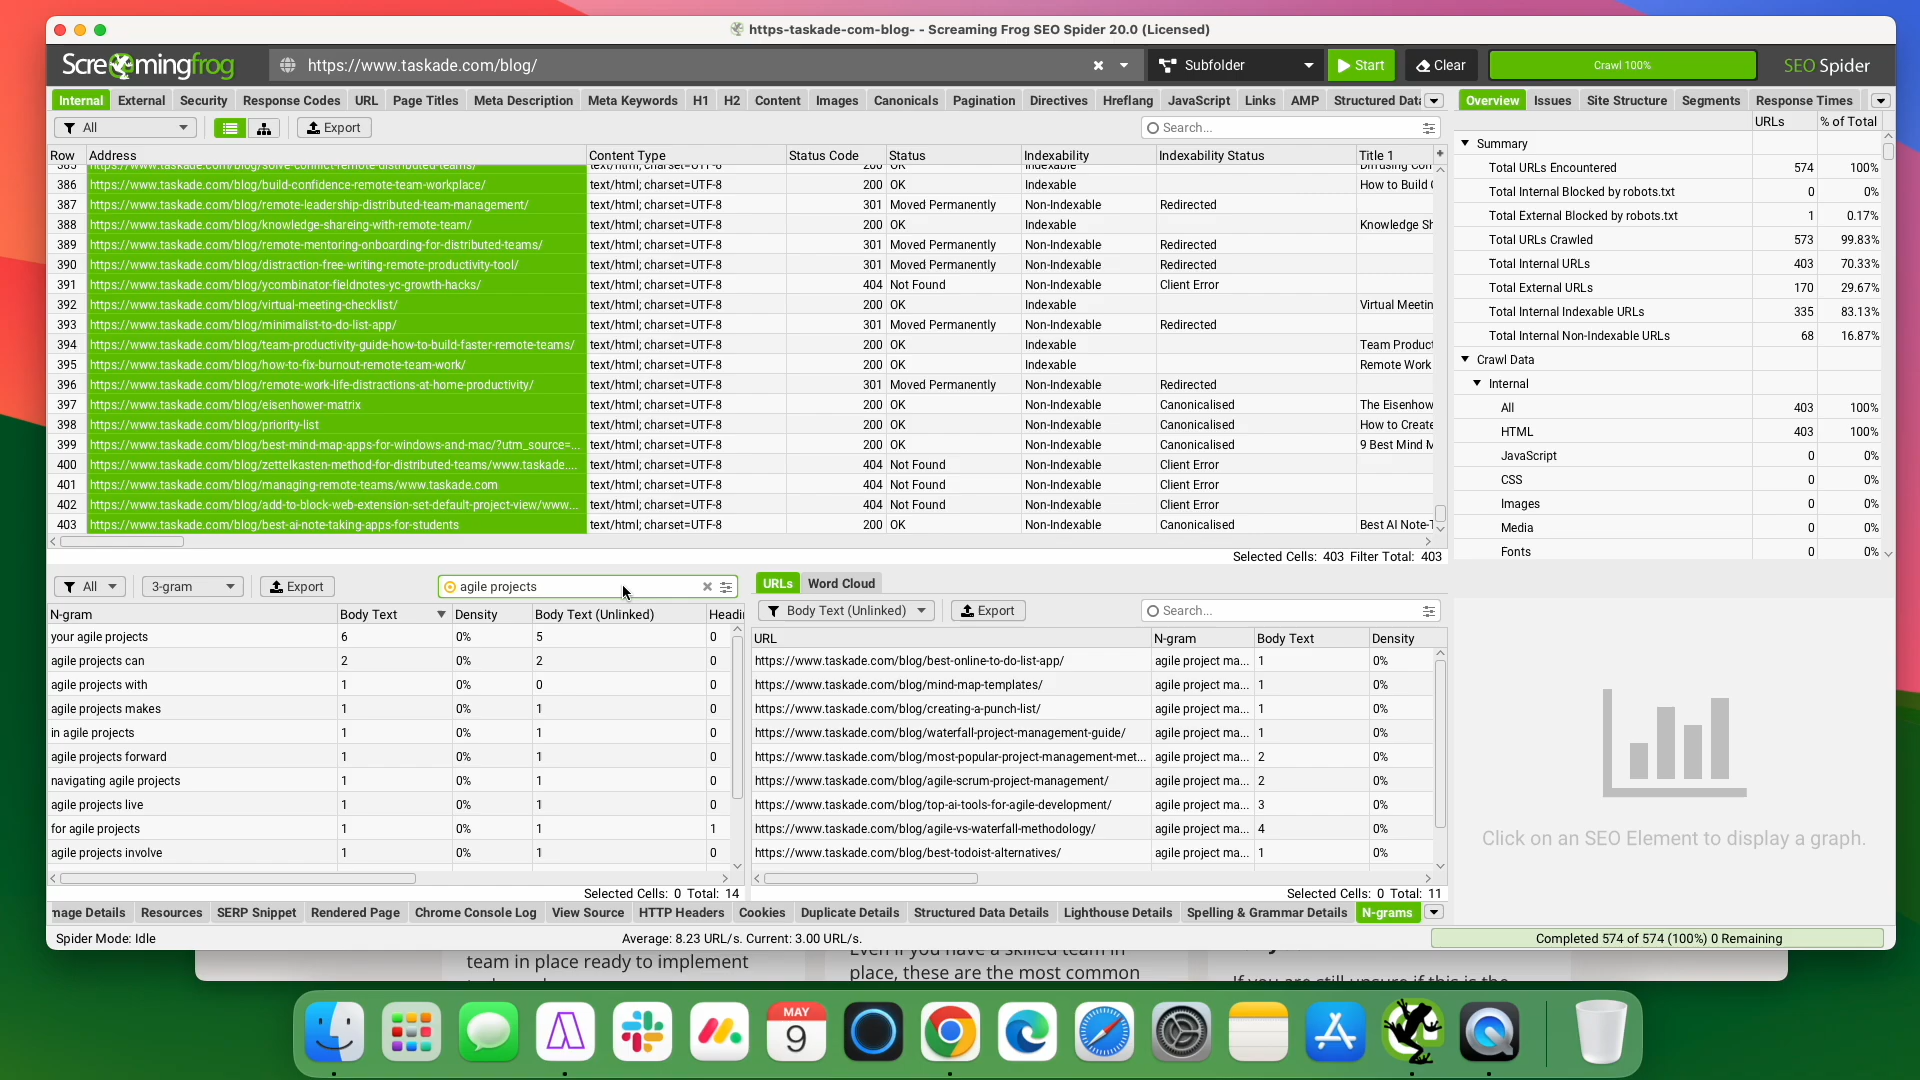 https-taskade-com-blog- - Screaming Frog SEO Spider 20.0 (Licensed)
Screamingfrog
https://www.taskade.com/blog/
Subfolder
Start
Clear
Crawl 100%
SEO Spider
Internal External Security Response Codes URL Page Titles Meta Description Meta Keywords H1 H2 Content Images Canonicals Pagination Directives Hreflang JavaScript Links AMP Structured Data
Overview Issues Site Structure Segments Response Times
All
Export
Search...
URLs % of Total
Row Address Content Type Status Code Status Indexability Indexability Status Title 1 +
385 https://www.taskade.com/blog/solve-conflict-remote-distributed-teams/ text/html; charset=UTF-8 200 OK Indexable
386 https://www.taskade.com/blog/build-confidence-remote-team-workplace/ text/html; charset=UTF-8 200 OK Indexable How to Build
387 https://www.taskade.com/blog/remote-leadership-distributed-team-management/ text/html; charset=UTF-8 301 Moved Permanently Non-Indexable Redirected
388 https://www.taskade.com/blog/knowledge-shareing-with-remote-team/ text/html; charset=UTF-8 200 OK Indexable Knowledge Sh
389 https://www.taskade.com/blog/remote-mentoring-onboarding-for-distributed-teams/ text/html; charset=UTF-8 301 Moved Permanently Non-Indexable Redirected
390 https://www.taskade.com/blog/distraction-free-writing-remote-productivity-tool/ text/html; charset=UTF-8 301 Moved Permanently Non-Indexable Redirected
391 https://www.taskade.com/blog/ycombinator-fieldnotes-yc-growth-hacks/ text/html; charset=UTF-8 404 Not Found Non-Indexable Client Error
392 https://www.taskade.com/blog/virtual-meeting-checklist/ text/html; charset=UTF-8 200 OK Indexable Virtual Meetin
393 https://www.taskade.com/blog/minimalist-to-do-list-app/ text/html; charset=UTF-8 301 Moved Permanently Non-Indexable Redirected
394 https://www.taskade.com/blog/team-productivity-guide-how-to-build-faster-remote-teams/ text/html; charset=UTF-8 200 OK Indexable Team Produc
395 https://www.taskade.com/blog/how-to-fix-burnout-remote-team-work/ text/html; charset=UTF-8 200 OK Indexable Remote Work
396 https://www.taskade.com/blog/remote-work-life-distractions-at-home-productivity/ text/html; charset=UTF-8 301 Moved Permanently Non-Indexable Redirected
397 https://www.taskade.com/blog/eisenhower-matrix text/html; charset=UTF-8 200 OK Non-Indexable Canonicalised The Eisenhow
398 https://www.taskade.com/blog/priority-list text/html; charset=UTF-8 200 OK Non-Indexable Canonicalised How to Create
399 https://www.taskade.com/blog/best-mind-map-apps-for-windows-and-mac/?utm_source=... text/html; charset=UTF-8 200 OK Non-Indexable Canonicalised 9 Best Mind M
400 https://www.taskade.com/blog/zettelkasten-method-for-distributed-teams/www.taskade.... text/html; charset=UTF-8 404 Not Found Non-Indexable Client Error
401 https://www.taskade.com/blog/managing-remote-teams/www.taskade.com text/html; charset=UTF-8 404 Not Found Non-Indexable Client Error
402 https://www.taskade.com/blog/add-to-block-web-extension-set-default-project-view/www... text/html; charset=UTF-8 404 Not Found Non-Indexable Client Error
403 https://www.taskade.com/blog/best-ai-note-taking-apps-for-students text/html; charset=UTF-8 200 OK Non-Indexable Canonicalised Best AI Note-T
Selected Cells: 403 Filter Total: 403
Summary
Total URLs Encountered 574 100%
Total Internal Blocked by robots.txt 0 0%
Total External Blocked by robots.txt 1 0.17%
Total URLs Crawled 573 99.83%
Total Internal URLs 403 70.33%
Total External URLs 170 29.67%
Total Internal Indexable URLs 335 83.13%
Total Internal Non-Indexable URLs 68 16.87%
Crawl Data
Internal
All 403 100%
HTML 403 100%
JavaScript 0 0%
CSS 0 0%
Images 0 0%
Media 0 0%
Fonts 0 0%
All
3-gram
Export
agile projects
N-gram Body Text Density Body Text (Unlinked) Headi
your agile projects 6 0% 5 0
agile projects can 2 0% 2 0
agile projects with 1 0% 0 0
agile projects makes 1 0% 1 0
in agile projects 1 0% 1 0
agile projects forward 1 0% 1 0
navigating agile projects 1 0% 1 0
agile projects live 1 0% 1 0
for agile projects 1 0% 1 1
agile projects involve 1 0% 1 0
Selected Cells: 0 Total: 14
URLs Word Cloud
Body Text (Unlinked)
Export
Search...
URL N-gram Body Text Density
https://www.taskade.com/blog/best-online-to-do-list-app/ agile project ma... 1 0%
https://www.taskade.com/blog/mind-map-templates/ agile project ma... 1 0%
https://www.taskade.com/blog/creating-a-punch-list/ agile project ma... 1 0%
https://www.taskade.com/blog/waterfall-project-management-guide/ agile project ma... 1 0%
https://www.taskade.com/blog/most-popular-project-management-met... agile project ma... 2 0%
https://www.taskade.com/blog/agile-scrum-project-management/ agile project ma... 2 0%
https://www.taskade.com/blog/top-ai-tools-for-agile-development/ agile project ma... 3 0%
https://www.taskade.com/blog/agile-vs-waterfall-methodology/ agile project ma... 4 0%
https://www.taskade.com/blog/best-todoist-alternatives/ agile project ma... 1 0%
Selected Cells: 0 Total: 11
Click on an SEO Element to display a graph.
mage Details Resources SERP Snippet Rendered Page Chrome Console Log View Source HTTP Headers Cookies Duplicate Details Structured Data Details Lighthouse Details Spelling & Grammar Details N-grams
Spider Mode: Idle
Average: 8.23 URL/s. Current: 3.00 URL/s.
Completed 574 of 574 (100%) 0 Remaining
team in place ready to implement
Even if you have a skilled team in
place, these are the most common
If you are still unsure if this is the
MAY
9